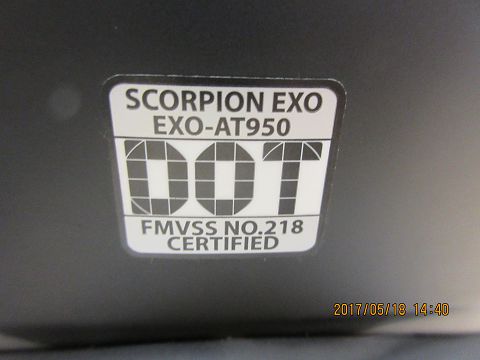 SCORPION EXO
EXO-AT950
DOT
FMVSS NO.218
CERTIFIED
2017/05/18 14:40